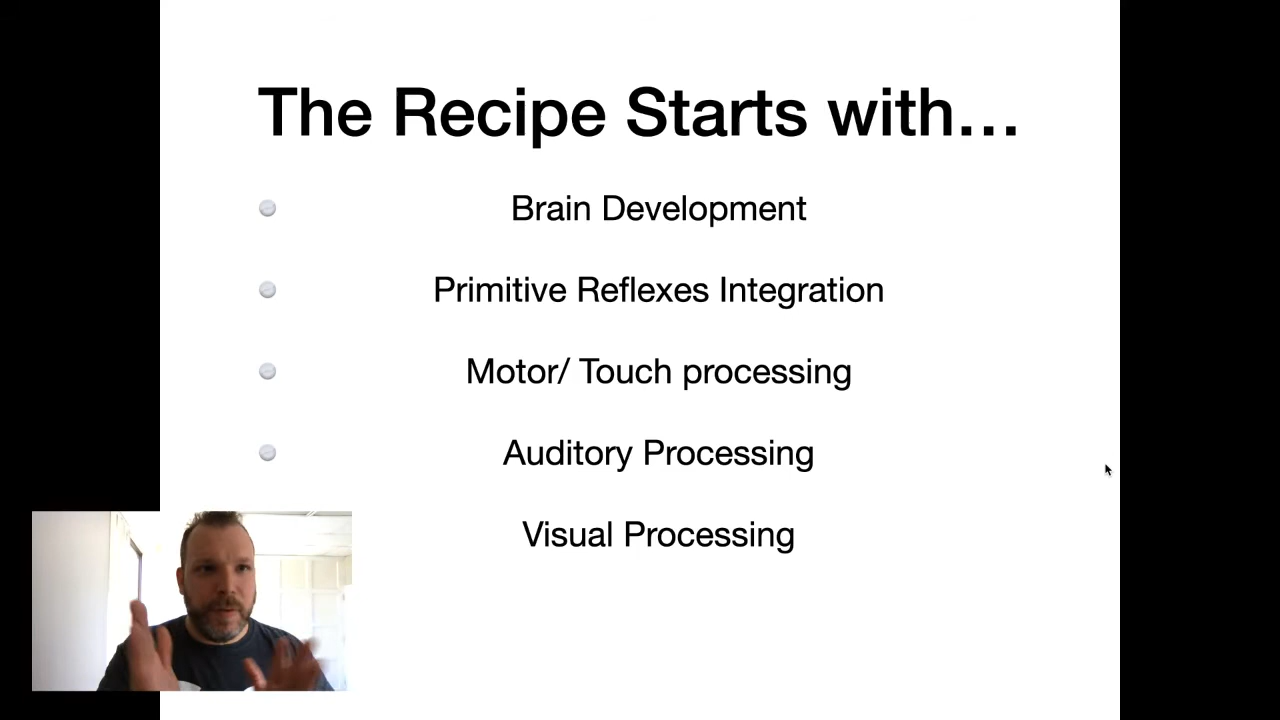 The Recipe Starts with…
Brain Development
Primitive Reflexes Integration
Motor/ Touch processing
Auditory Processing
Visual Processing